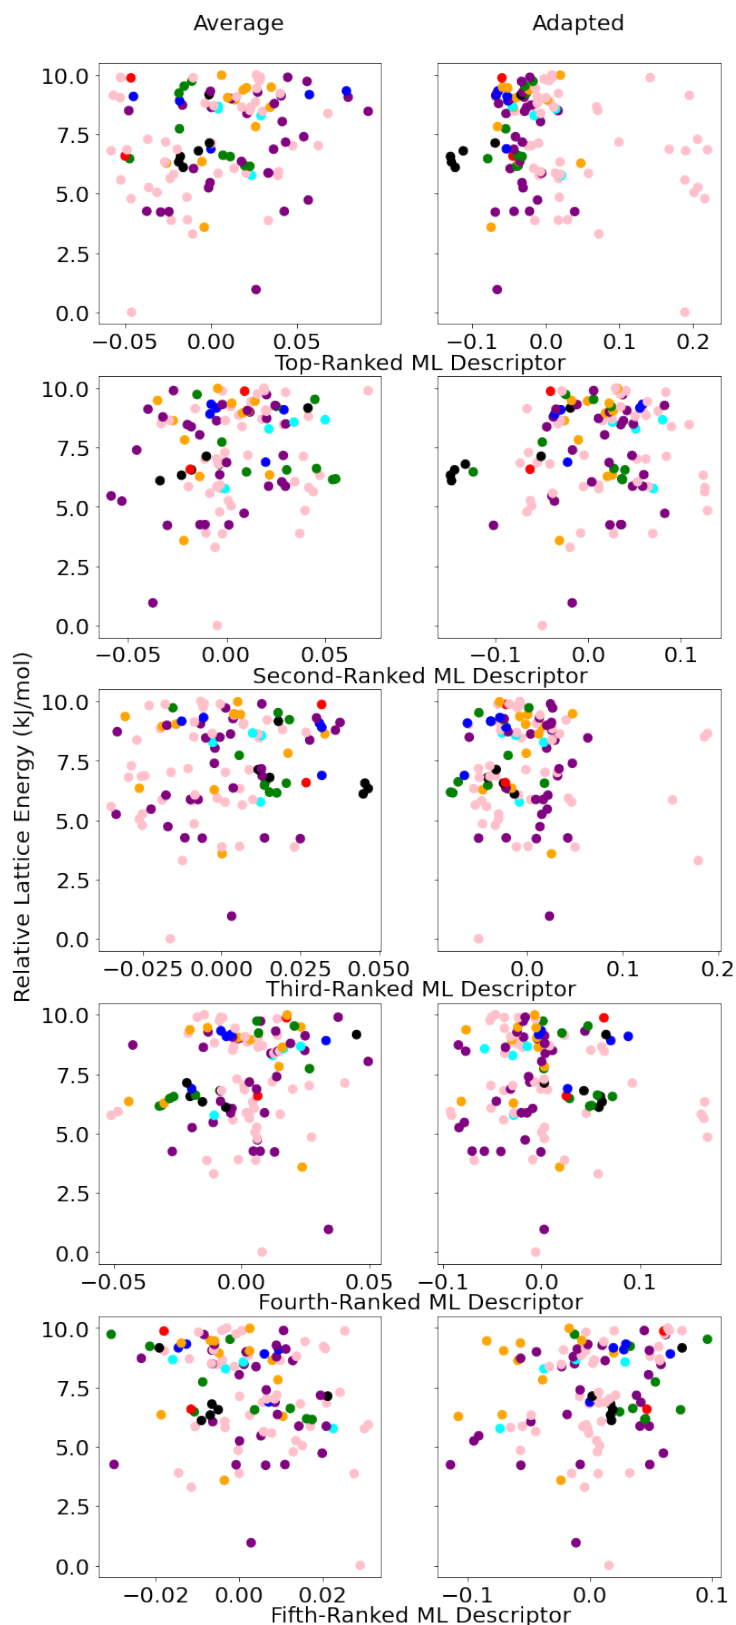 Average Adapted
10.0
7.5
5.0
2.5
0.0
−0.05 0.00 0.05 −0.1 0.0 0.1 0.2
Top-Ranked ML Descriptor
10.0
7.5
5.0
2.5
0.0
−0.05 0.00 0.05 −0.1 0.0 0.1
Second-Ranked ML Descriptor
Relative Lattice Energy (kJ/mol)
10.0
7.5
5.0
2.5
0.0
−0.025 0.000 0.025 0.050 0.0 0.1 0.2
Third-Ranked ML Descriptor
10.0
7.5
5.0
2.5
0.0
−0.05 0.00 0.05 −0.1 0.0 0.1
Fourth-Ranked ML Descriptor
10.0
7.5
5.0
2.5
0.0
−0.02 0.00 0.02 −0.1 0.0 0.1
Fifth-Ranked ML Descriptor